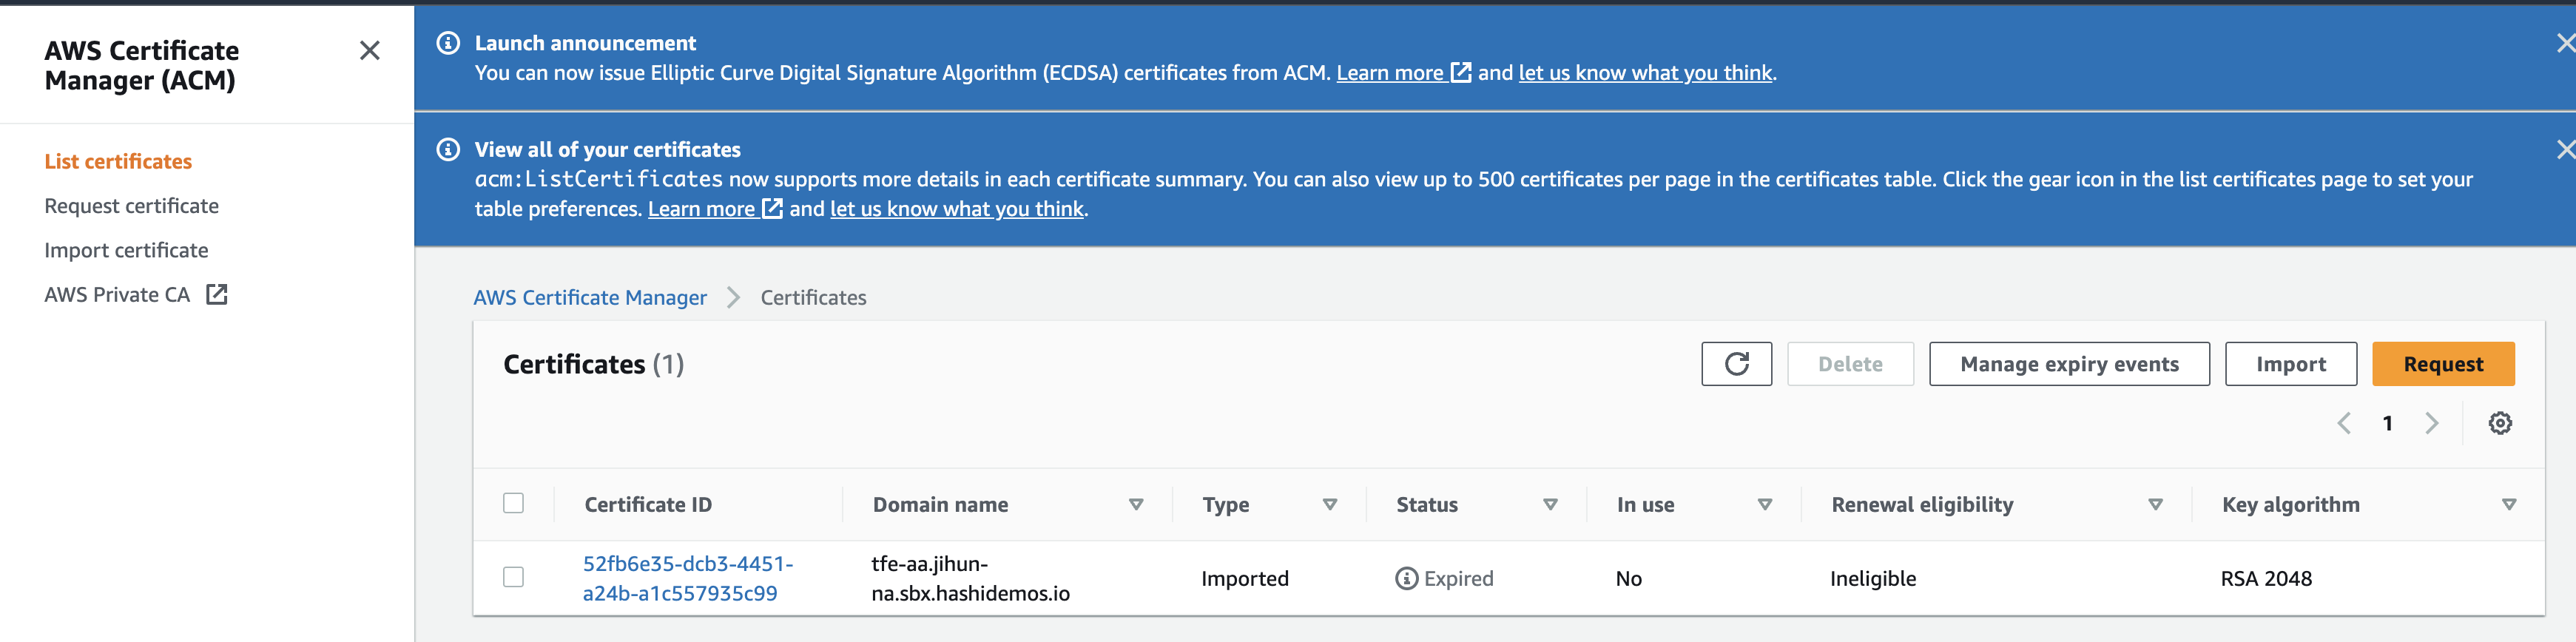 AWS Certificate
Manager (ACM)
List certificates
Request certificate
Import certificate
AWS Private CA
Launch announcement
You can now issue Elliptic Curve Digital Signature Algorithm (ECDSA) certificates from ACM. Learn more and let us know what you think.
View all of your certificates
acm:ListCertificates now supports more details in each certificate summary. You can also view up to 500 certificates per page in the certificates table. Click the gear icon in the list certificates page to set your
table preferences. Learn more and let us know what you think.
AWS Certificate Manager > Certificates
Certificates (1)
Delete
Manage expiry events
Import
Request
1
Certificate ID Domain name Type Status In use Renewal eligibility Key algorithm
52fb6e35-dcb3-4451-
a24b-a1c557935c99
tfe-aa.jihun-
na.sbx.hashidemos.io
Imported
Expired
No
Ineligible
RSA 2048